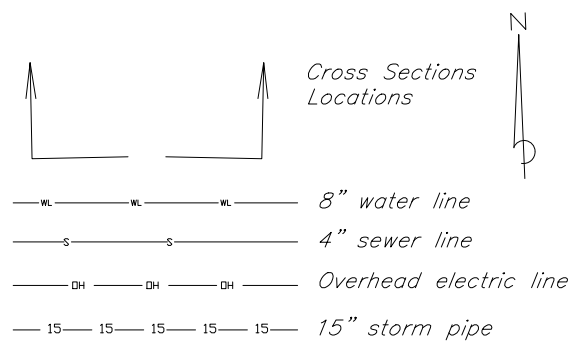 N
Cross Sections
Locations
WL WL WL 8" water line
S S 4" sewer line
OH OH OH Overhead electric line
15 15 15 15 15 15" storm pipe